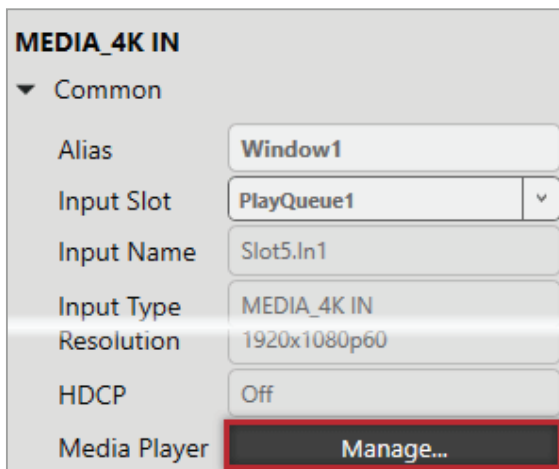 MEDIA_4K IN
Common
Alias Window1
Input Slot PlayQueue1
Input Name Slot5.In1
Input Type MEDIA_4K IN
Resolution 1920x1080p60
HDCP Off
Media Player Manage...